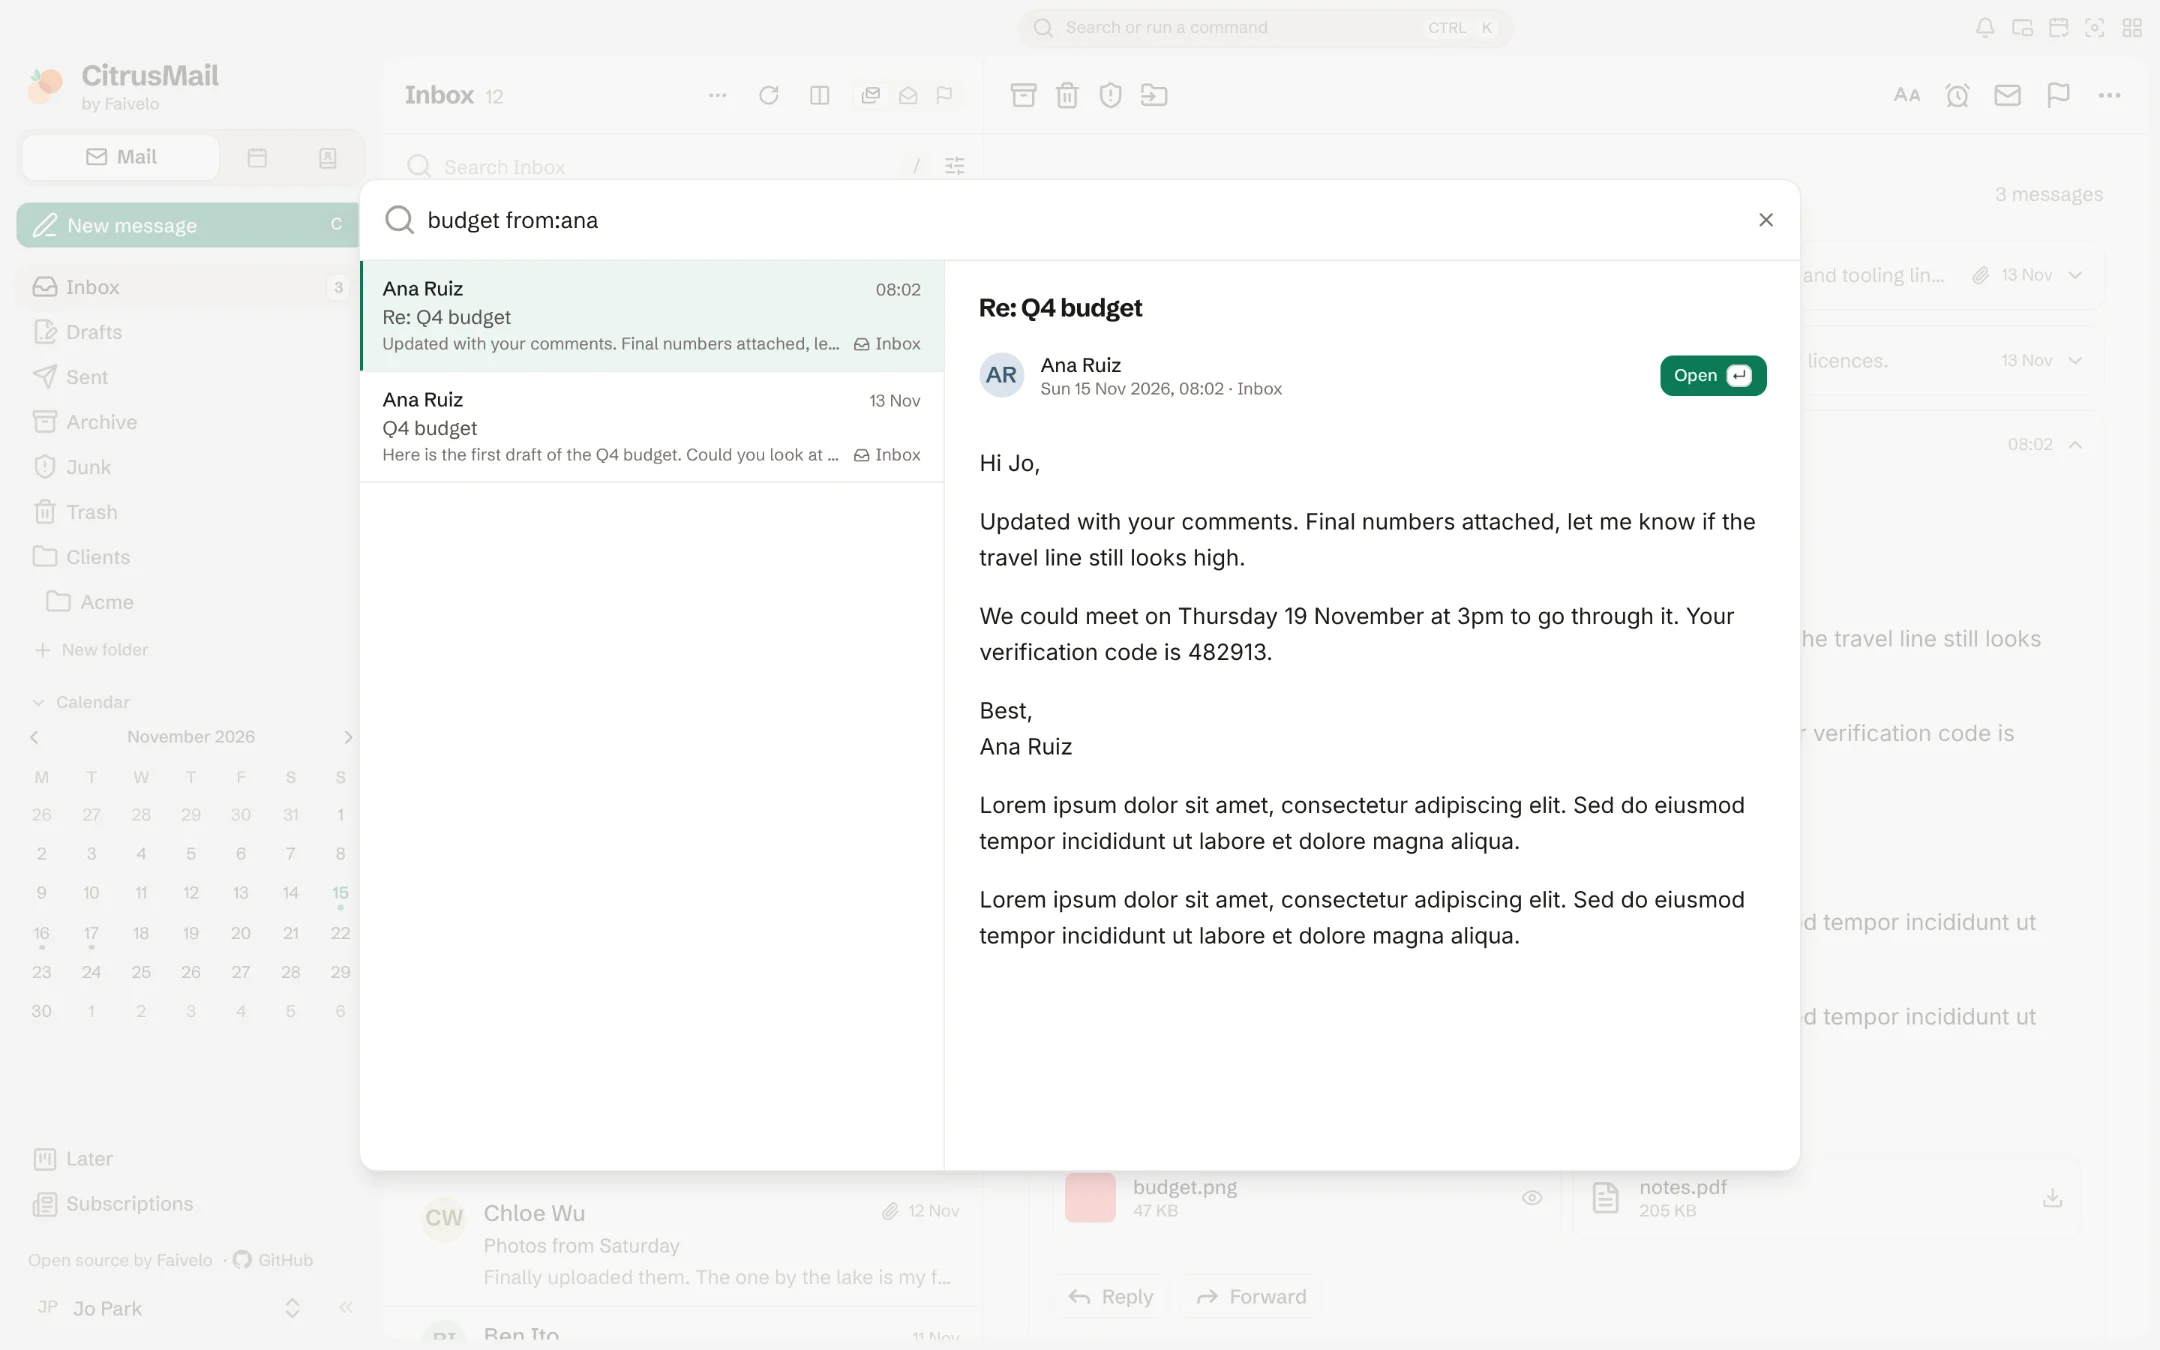 Search or run a command CTRL K
CitrusMail
by Faivelo
Mail
New message C
Inbox 3
Drafts
Sent
Archive
Junk
Trash
Clients
Acme
New folder
Calendar
November 2026
M T W T F S S
26 27 28 29 30 31 1
2 3 4 5 6 7 8
9 10 11 12 13 14 15
16 17 18 19 20 21 22
23 24 25 26 27 28 29
30 1 2 3 4 5 6
Later
Subscriptions
Open source by Faivelo · GitHub
JP Jo Park
Inbox 12
Search Inbox /
budget from:ana
Ana Ruiz 08:02
Re: Q4 budget
Updated with your comments. Final numbers attached, le... Inbox
Ana Ruiz 13 Nov
Q4 budget
Here is the first draft of the Q4 budget. Could you look at ... Inbox
Re: Q4 budget
AR
Ana Ruiz
Sun 15 Nov 2026, 08:02 · Inbox
Open
Hi Jo,
Updated with your comments. Final numbers attached, let me know if the
travel line still looks high.
We could meet on Thursday 19 November at 3pm to go through it. Your
verification code is 482913.
Best,
Ana Ruiz
Lorem ipsum dolor sit amet, consectetur adipiscing elit. Sed do eiusmod
tempor incididunt ut labore et dolore magna aliqua.
Lorem ipsum dolor sit amet, consectetur adipiscing elit. Sed do eiusmod
tempor incididunt ut labore et dolore magna aliqua.
CW Chloe Wu 12 Nov
Photos from Saturday
Finally uploaded them. The one by the lake is my f...
BI Ben Ito 11 Nov
AA
3 messages
and tooling lin... 13 Nov
licences. 13 Nov
08:02
he travel line still looks
verification code is
d tempor incididunt ut
d tempor incididunt ut
budget.png
47 KB
notes.pdf
205 KB
Reply
Forward